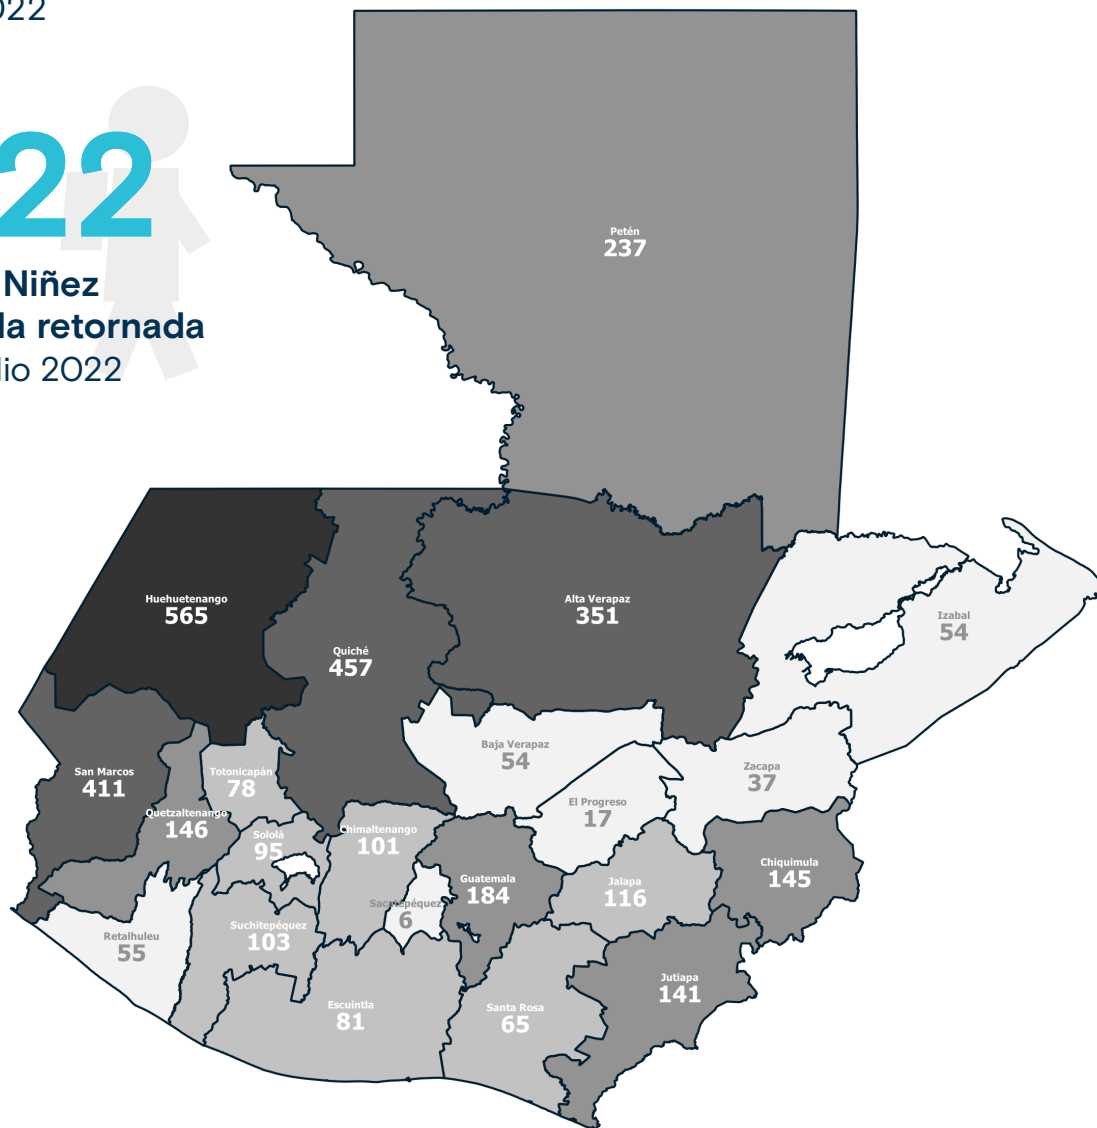 022
22
Niñez
la retornada
lio 2022
Petén
237
Huehuetenango
565
Quiché
457
Alta Verapaz
351
Izabal
54
San Marcos
411
Totonicapán
78
Baja Verapaz
54
Zacapa
37
Quetzaltenango
146
El Progreso
17
Sololá
95
Chimaltenango
101
Guatemala
184
Jalapa
116
Chiquimula
145
Sacatepéquez
6
Retalhuleu
55
Suchitepéquez
103
Jutiapa
141
Escuintla
81
Santa Rosa
65